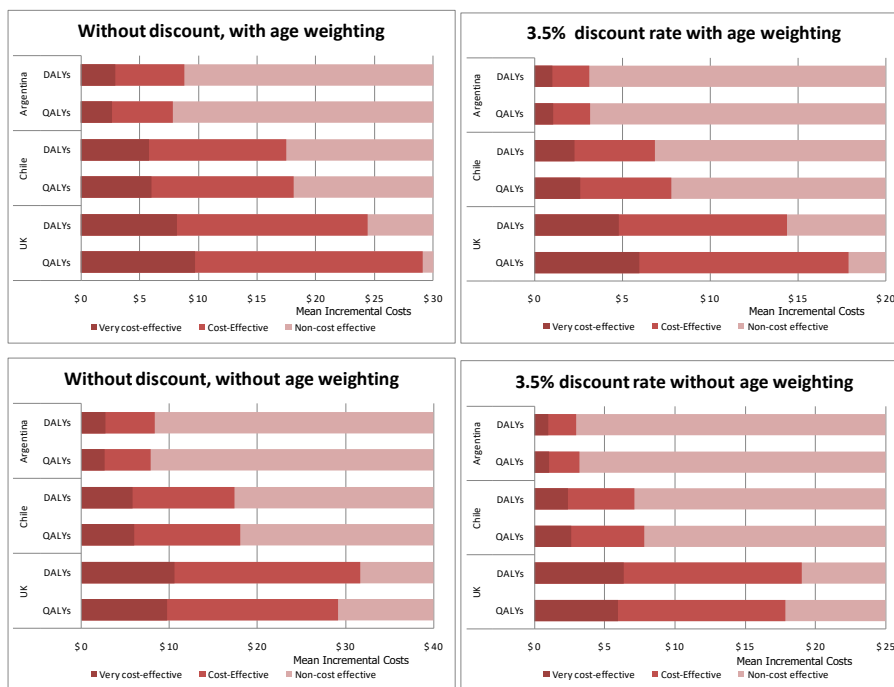 Without discount, with age weighting
Argentina
DALYs
QALYs
Chile
DALYs
QALYs
UK
DALYs
QALYs
$ 0 $ 5 $ 10 $ 15 $ 20 $ 25 $ 30
Mean Incremental Costs
Very cost-effective Cost-Effective Non-cost effective
3.5% discount rate with age weighting
Argentina
DALYs
QALYs
Chile
DALYs
QALYs
UK
DALYs
QALYs
$ 0 $ 5 $ 10 $ 15 $ 20
Mean Incremental Costs
Very cost-effective Cost-Effective Non-cost effective
Without discount, without age weighting
Argentina
DALYs
QALYs
Chile
DALYs
QALYs
UK
DALYs
QALYs
$ 0 $ 10 $ 20 $ 30 $ 40
Mean Incremental Costs
Very cost-effective Cost-Effective Non-cost effective
3.5% discount rate without age weighting
Argentina
DALYs
QALYs
Chile
DALYs
QALYs
UK
DALYs
QALYs
$ 0 $ 5 $ 10 $ 15 $ 20 $ 25
Mean Incremental Costs
Very cost-effective Cost-Effective Non-cost effective